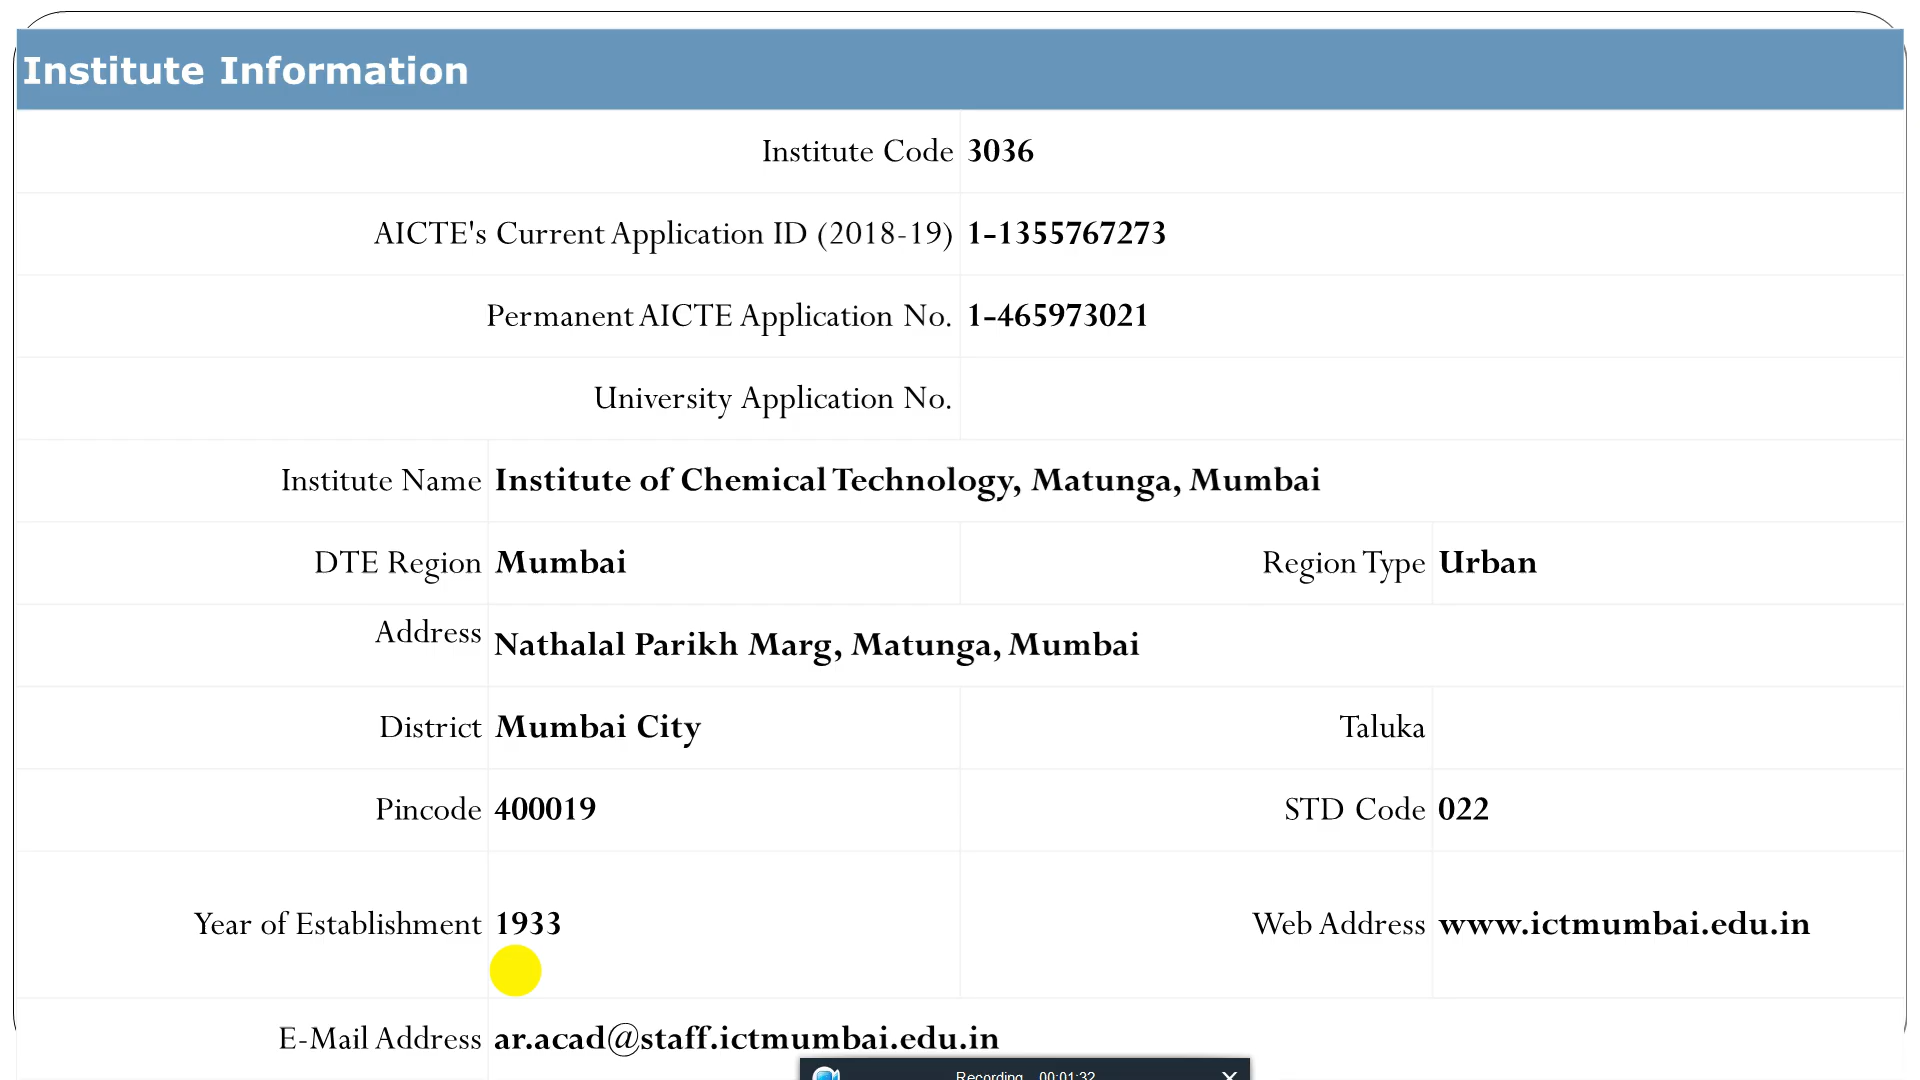 Institute Information
Institute Code 3036
AICTE's Current Application ID (2018-19) 1-1355767273
Permanent AICTE Application No. 1-465973021
University Application No.
Institute Name Institute of Chemical Technology, Matunga, Mumbai
DTE Region Mumbai Region Type Urban
Address Nathalal Parikh Marg, Matunga, Mumbai
District Mumbai City Taluka
Pincode 400019 STD Code 022
Year of Establishment 1933 Web Address www.ictmumbai.edu.in
E-Mail Address ar.acad@staff.ictmumbai.edu.in
Recording 00:01:32